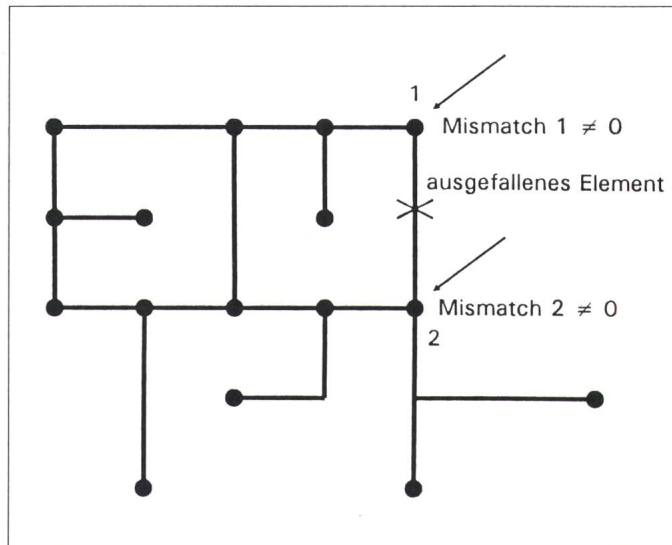 1
Mismatch 1 ≠ 0
ausgefallenes Element
Mismatch 2 ≠ 0
2